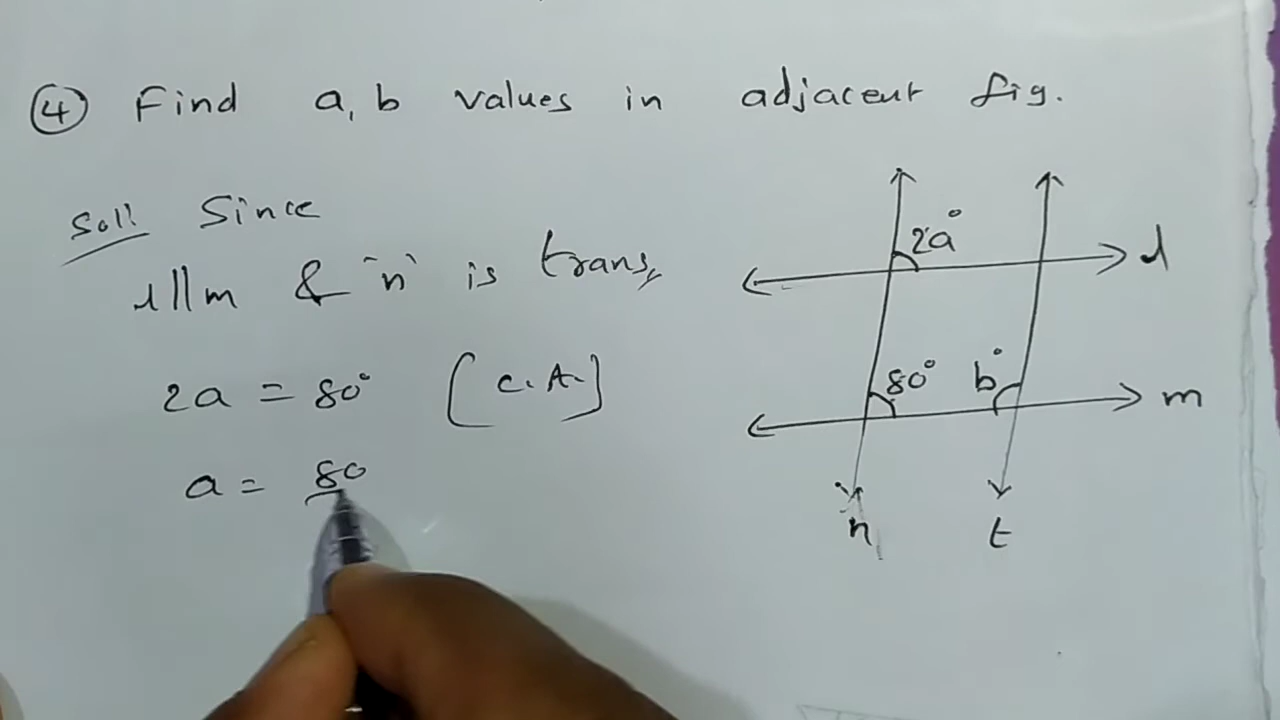 ④ Find a, b values in adjacent fig.
Sol: Since
l || m & 'n' is trans,
2a = 80° [C.A.]
a = 80
2a°
l
80° b°
m
n t